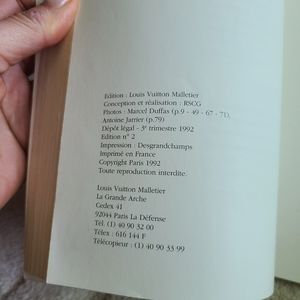 Edition : Louis Vuitton Malletier
Conception et réalisation : RSCG
Photos : Marcel Duffas (p.9 - 49 - 67 - 71),
Antoine Jarrier (p.79)
Dépôt légal - 3e trimestre 1992
Edition n° 2
Impression : Desgrandchamps
Imprimé en France
Copyright Paris 1992
Toute reproduction interdite.
Louis Vuitton Malletier
La Grande Arche
Cedex 41
92044 Paris La Défense
Tél. (1) 40 90 32 00
Télex : 616 144 F
Télécopieur : (1) 40 90 33 99